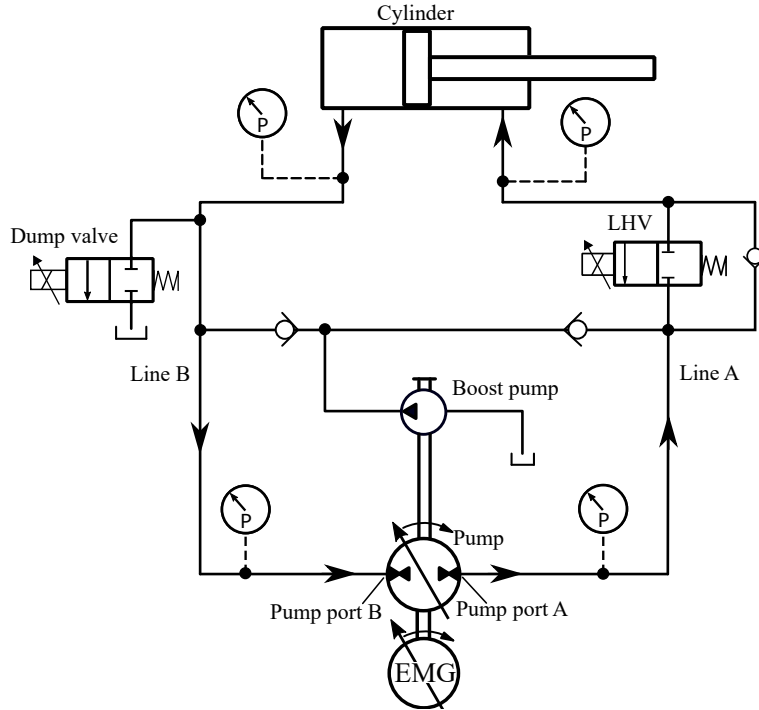 Cylinder
P
P
Dump valve
LHV
Line B
Line A
Boost pump
P
P
Pump
Pump port B
Pump port A
EMG